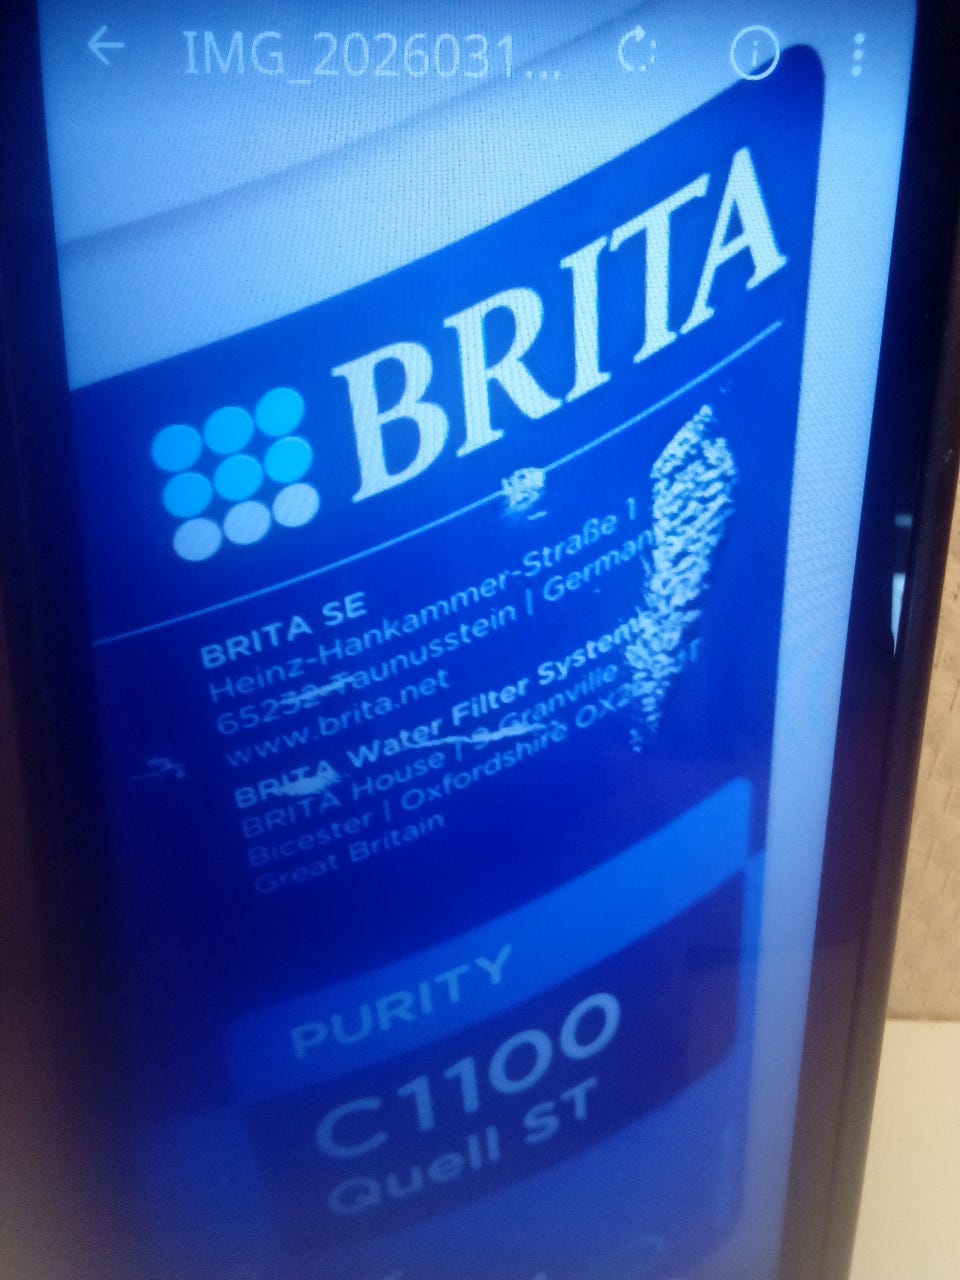 IMG_2026031...
BRITA
BRITA SE
Heinz-Hankammer-Straße 1
65232 Taunusstein | German
www.brita.net
BRITA Water Filter System
BRITA House | 9 Granville
Bicester | Oxfordshire
Great Britain
PURITY
C1100
Quell ST